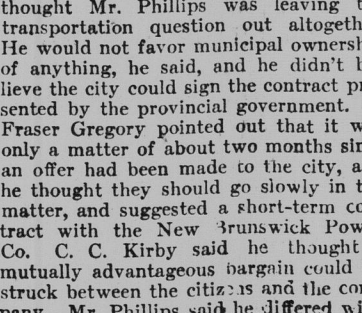 thought Mr. Phillips was leaving t
transportation question out altogeth
He would not favor municipal ownersh
of anything, he said, and he didn't b
lieve the city could sign the contract pr
sented by the provincial government.
Fraser Gregory pointed out that it w
only a matter of about two months sin
an offer had been made to the city, a
he thought they should go slowly in t
matter, and suggested a short-term co
tract with the New Brunswick Pow
Co. C. C. Kirby said he thought
mutually advantageous bargain could
struck between the citizens and the com
pany. Mr. Phillips said he differed wi